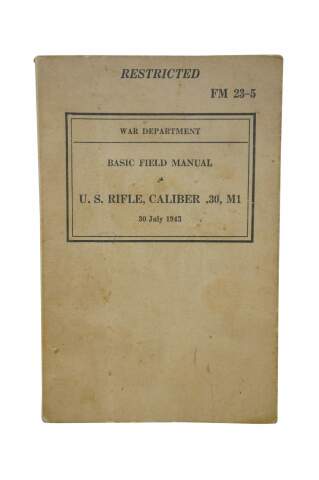 RESTRICTED
FM 23-5
WAR DEPARTMENT
BASIC FIELD MANUAL
U. S. RIFLE, CALIBER .30, M1
30 July 1943